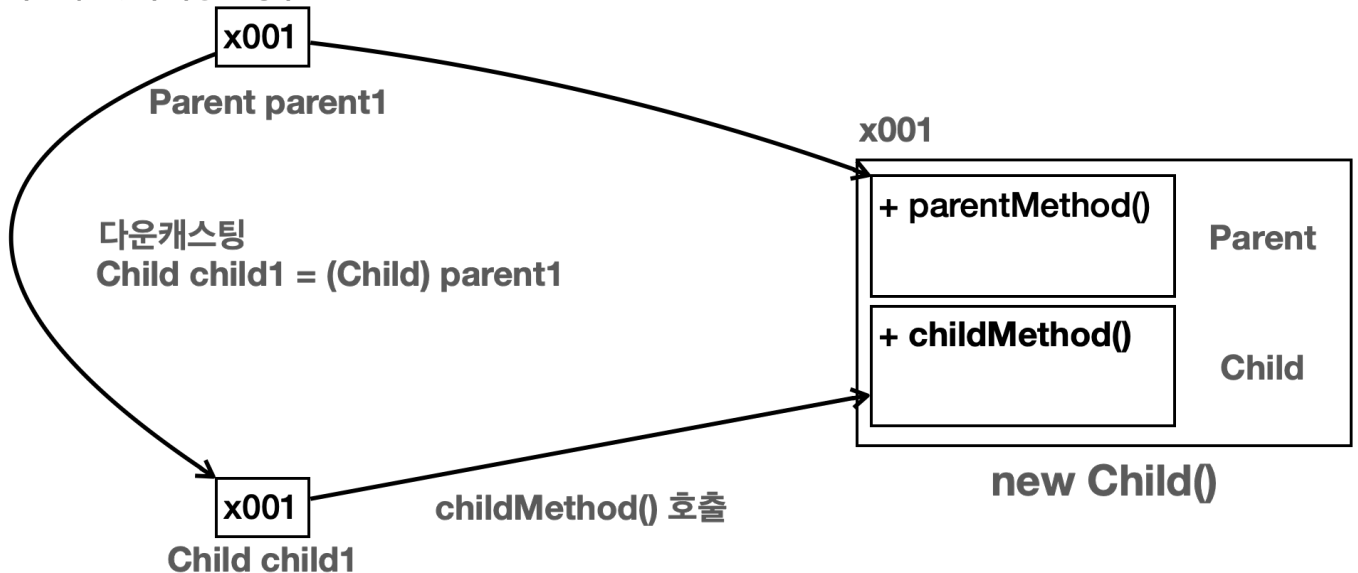 x001
Parent parent1
x001
+ parentMethod()
Parent
다운캐스팅
Child child1 = (Child) parent1
+ childMethod()
Child
new Child()
x001
childMethod() 호출
Child child1